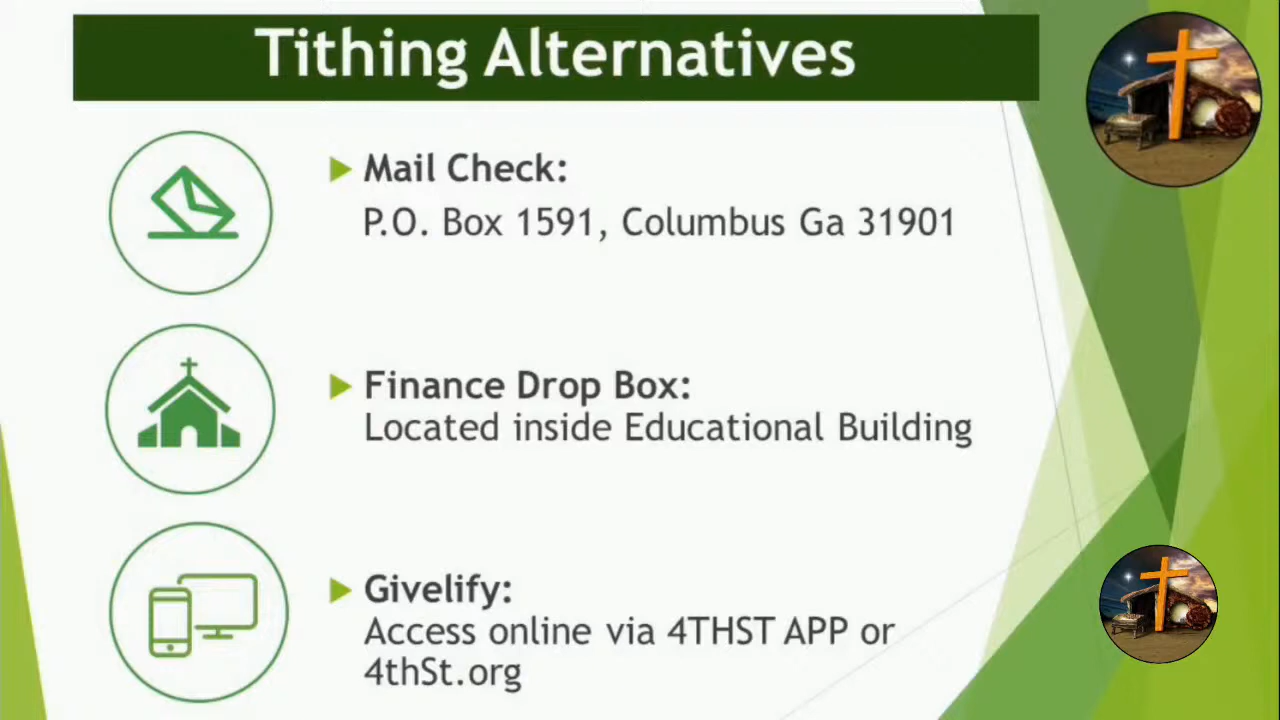 Tithing Alternatives
Mail Check:
P.O. Box 1591, Columbus Ga 31901
Finance Drop Box:
Located inside Educational Building
Givelify:
Access online via 4THST APP or
4thSt.org